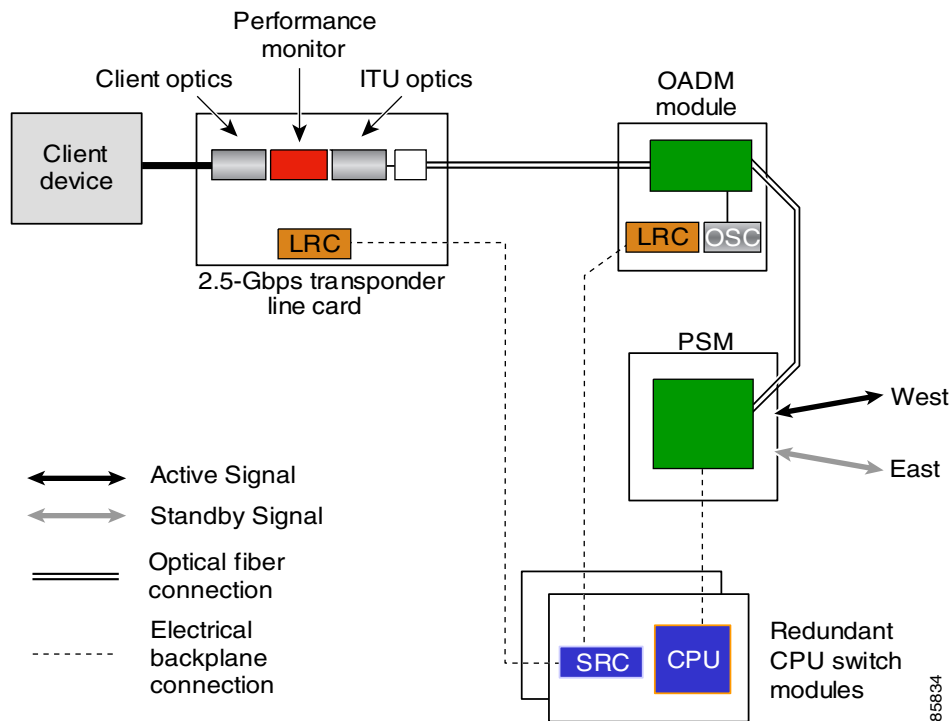 Performance
monitor
Client optics
ITU optics
OADM
module
Client
device
LRC
LRC
OSC
2.5-Gbps transponder
line card
PSM
West
East
Active Signal
Standby Signal
Optical fiber
connection
Electrical
backplane
connection
SRC
CPU
Redundant
CPU switch
modules
85834